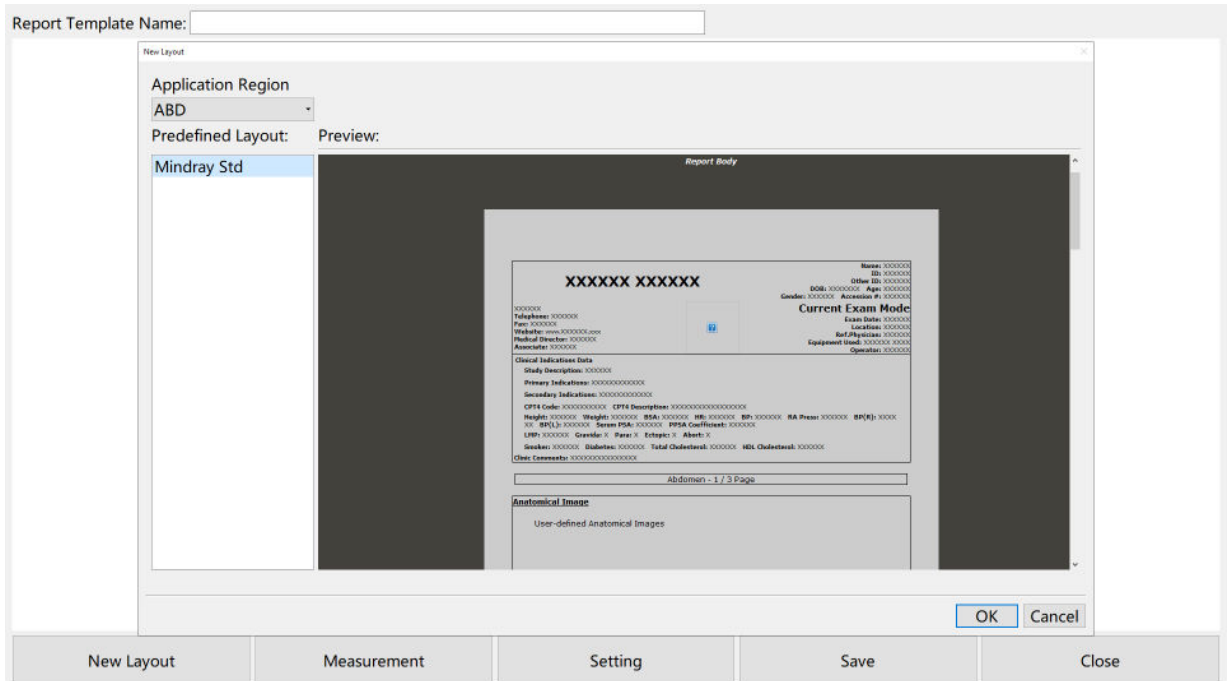 Report Template Name:
New Layout
Application Region
ABD
Predefined Layout: Preview:
Mindray Std
Report Body
XXXXXX XXXXXX
Name: XXXXXX
ID: XXXXXX
Other ID: XXXXXX
DOB: XXXXXXX Age: XXXXXX
Gender: XXXXXX Accession #: XXXXXX
XXXXXX
Telephone: XXXXXX
Fax: XXXXXX
Website: www.XXXXXX.xxx
Medical Director: XXXXXX
Associate: XXXXXX
Current Exam Mode
Exam Date: XXXXXX
Location: XXXXXX
Ref.Physician: XXXXXX
Equipment Used: XXXXXX XXXX
Operator: XXXXXX
Clinical Indications Data
Study Description: XXXXXX
Primary Indications: XXXXXXXXXXXX
Secondary Indications: XXXXXXXXXXXX
CPT4 Code: XXXXXXXXXX CPT4 Description: XXXXXXXXXXXXXXXXX
Height: XXXXXX Weight: XXXXXX BSA: XXXXXX HR: XXXXXX BP: XXXXXX RA Press: XXXXXX BP(R): XXXX
XX BP(L): XXXXXX Serum PSA: XXXXXX PPSA Coefficient: XXXXXX
LMP: XXXXXX Gravida: X Para: X Ectopic: X Abort: X
Smoker: XXXXXX Diabetes: XXXXXX Total Cholesterol: XXXXXX HDL Cholesterol: XXXXXX
Clinic Comments: XXXXXXXXXXXXXXX
Abdomen - 1 / 3 Page
Anatomical Image
User-defined Anatomical Images
OK Cancel
New Layout Measurement Setting Save Close